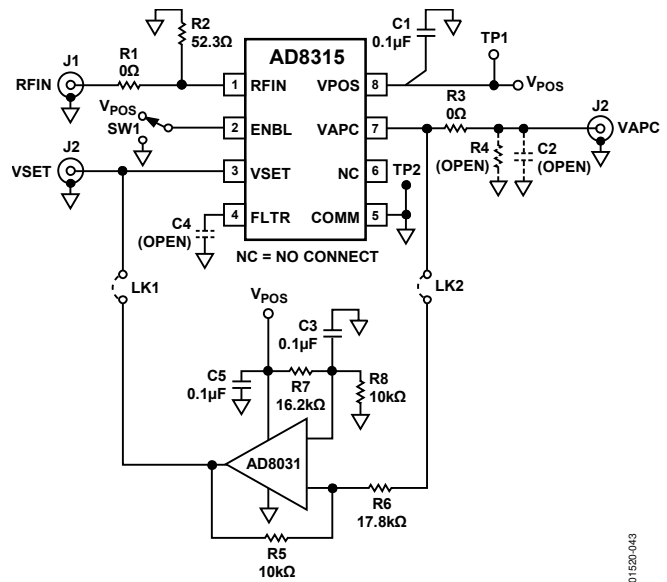 R2
52.3Ω
C1
0.1µF
TP1
J1
R1
0Ω
AD8315
RFIN
1
RFIN
VPOS
8
VPOS
R3
0Ω
J2
VPOS
SW1
2
ENBL
VAPC
7
VAPC
J2
R4
(OPEN)
C2
(OPEN)
VSET
3
VSET
NC
6
TP2
C4
(OPEN)
4
FLTR
COMM
5
NC = NO CONNECT
LK1
LK2
VPOS
C3
0.1µF
C5
0.1µF
R7
16.2kΩ
R8
10kΩ
AD8031
R6
17.8kΩ
R5
10kΩ
01520-043